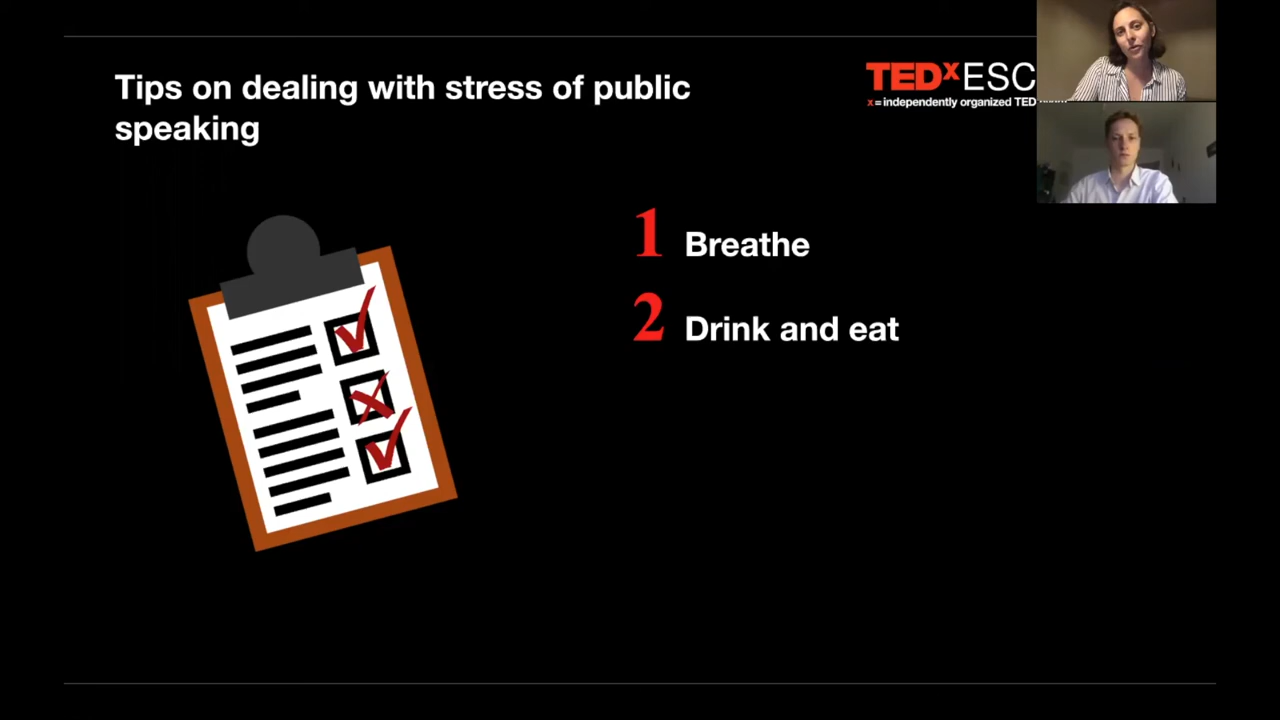 Tips on dealing with stress of public
speaking
TEDxESC
x = independently organized TED
1 Breathe
2 Drink and eat